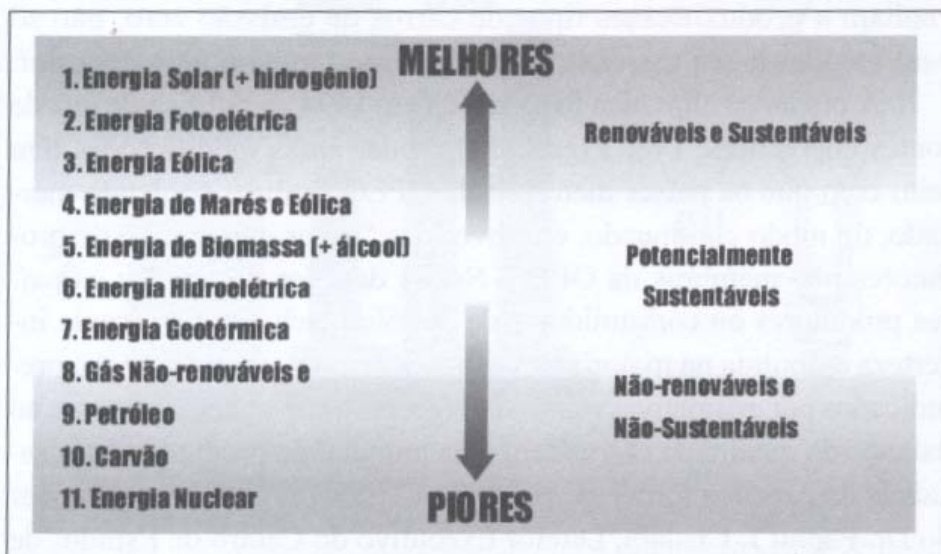 MELHORES
1. Energia Solar (+ hidrogênio)
2. Energia Fotoelétrica
3. Energia Eólica
4. Energia de Marés e Eólica
5. Energia de Biomassa (+ álcool)
6. Energia Hidroelétrica
7. Energia Geotérmica
8. Gás Não-renováveis e
9. Petróleo
10. Carvão
11. Energia Nuclear
Renováveis e Sustentáveis
Potencialmente
Sustentáveis
Não-renováveis e
Não-Sustentáveis
PIORES